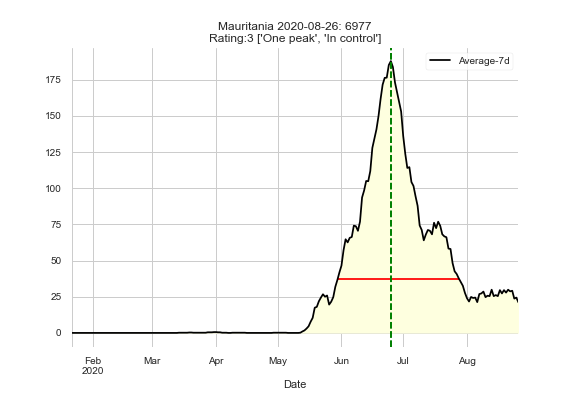 Mauritania 2020-08-26: 6977
Rating:3 ['One peak', 'In control']
Average-7d
175
150
125
100
75
50
25
0
Feb Mar Apr May Jun Jul Aug
2020
Date